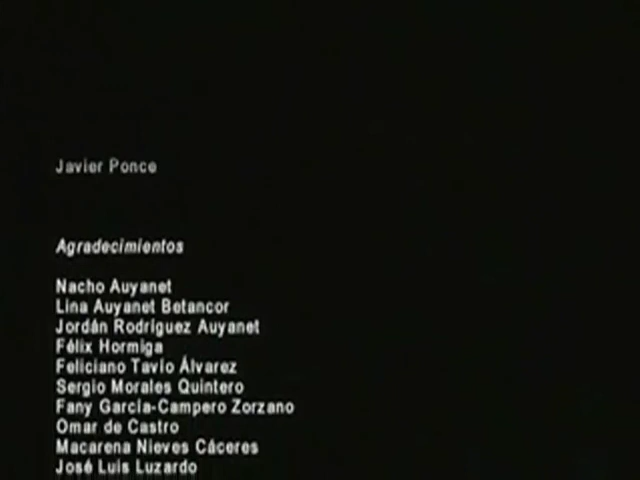 Javier Ponce
Agradecimientos
Nacho Auyanet
Lina Auyanet Betancor
Jordán Rodríguez Auyanet
Félix Hormiga
Feliciano Tavío Álvarez
Sergio Morales Quintero
Fany García-Campero Zorzano
Omar de Castro
Macarena Nieves Cáceres
José Luis Luzardo